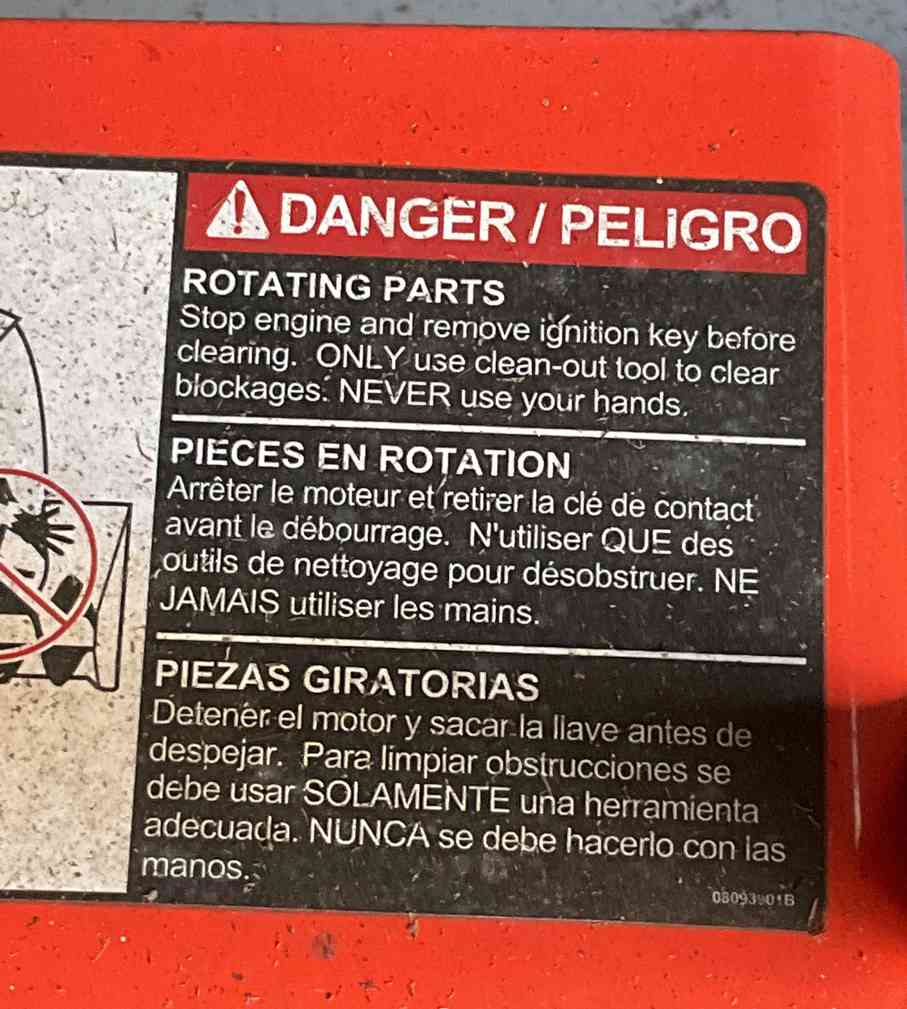 DANGER / PELIGRO
ROTATING PARTS
Stop engine and remove ignition key before
clearing. ONLY use clean-out tool to clear
blockages. NEVER use your hands.
PIÈCES EN ROTATION
Arrêter le moteur et retirer la clé de contact
avant le débourrage. N'utiliser QUE des
outils de nettoyage pour désobstruer. NE
JAMAIS utiliser les mains.
PIEZAS GIRATORIAS
Detener el motor y sacar la llave antes de
despejar. Para limpiar obstrucciones se
debe usar SOLAMENTE una herramienta
adecuada. NUNCA se debe hacerlo con las
manos.